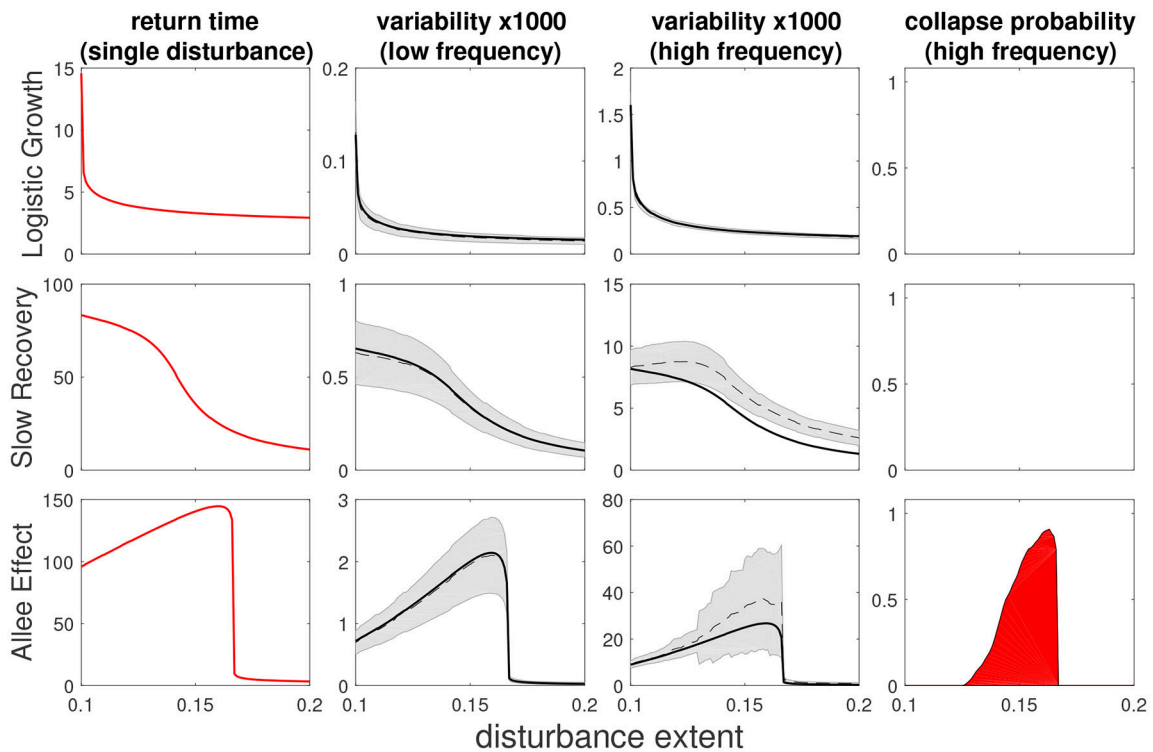 return time
(single disturbance)
variability x1000
(low frequency)
variability x1000
(high frequency)
collapse probability
(high frequency)
Logistic Growth
15
10
5
0
0.2
0.1
0
2
1.5
1
0.5
0
1
0.5
0
Slow Recovery
100
50
0
1
0.5
0
15
10
5
0
1
0.5
0
Allee Effect
150
100
50
0
3
2
1
0
80
60
40
20
0
1
0.5
0
0.1 0.15 0.2
0.1 0.15 0.2
0.1 0.15 0.2
0.1 0.15 0.2
disturbance extent